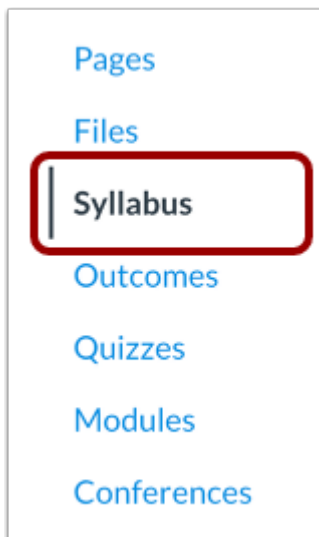 Pages
Files
Syllabus
Outcomes
Quizzes
Modules
Conferences